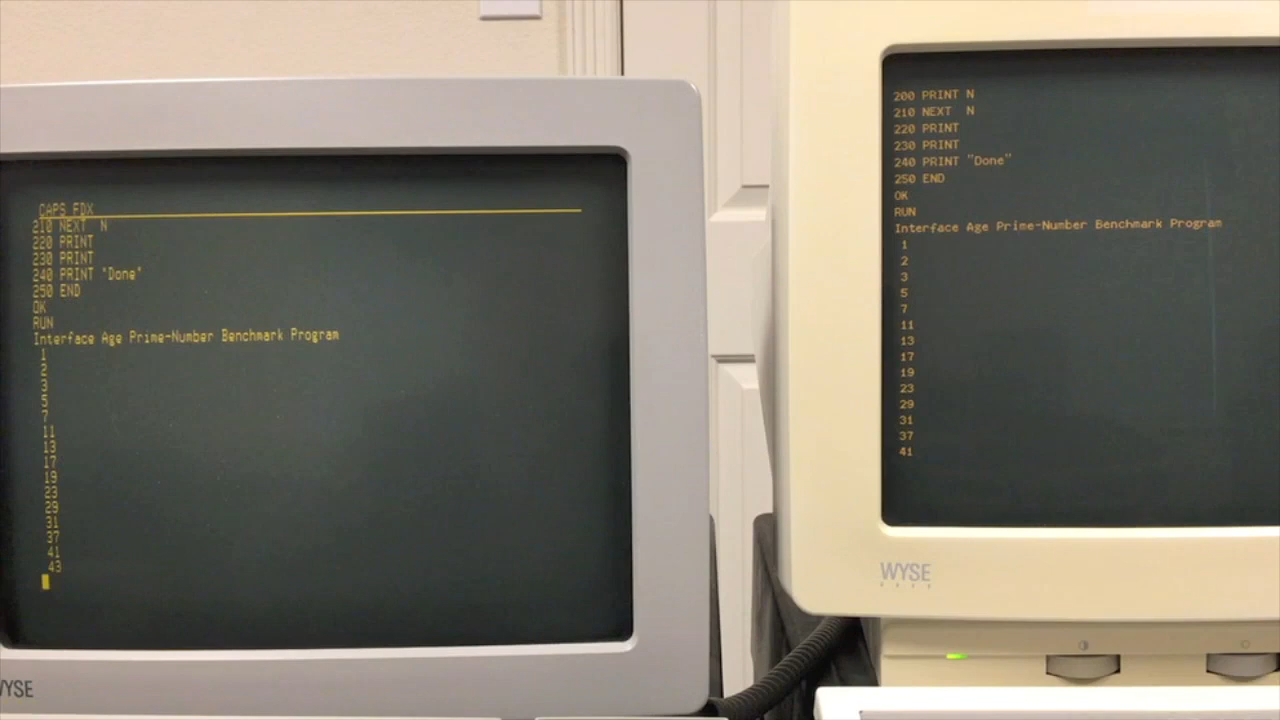 CAPS FDX
210 NEXT  N
220 PRINT
230 PRINT
240 PRINT "Done"
250 END
OK
RUN
Interface Age Prime-Number Benchmark Program
1
2
3
5
7
11
13
17
19
23
29
31
37
41
43
WYSE
200 PRINT N
210 NEXT  N
220 PRINT
230 PRINT
240 PRINT "Done"
250 END
OK
RUN
Interface Age Prime-Number Benchmark Program
1
2
3
5
7
11
13
17
19
23
29
31
37
41
WYSE